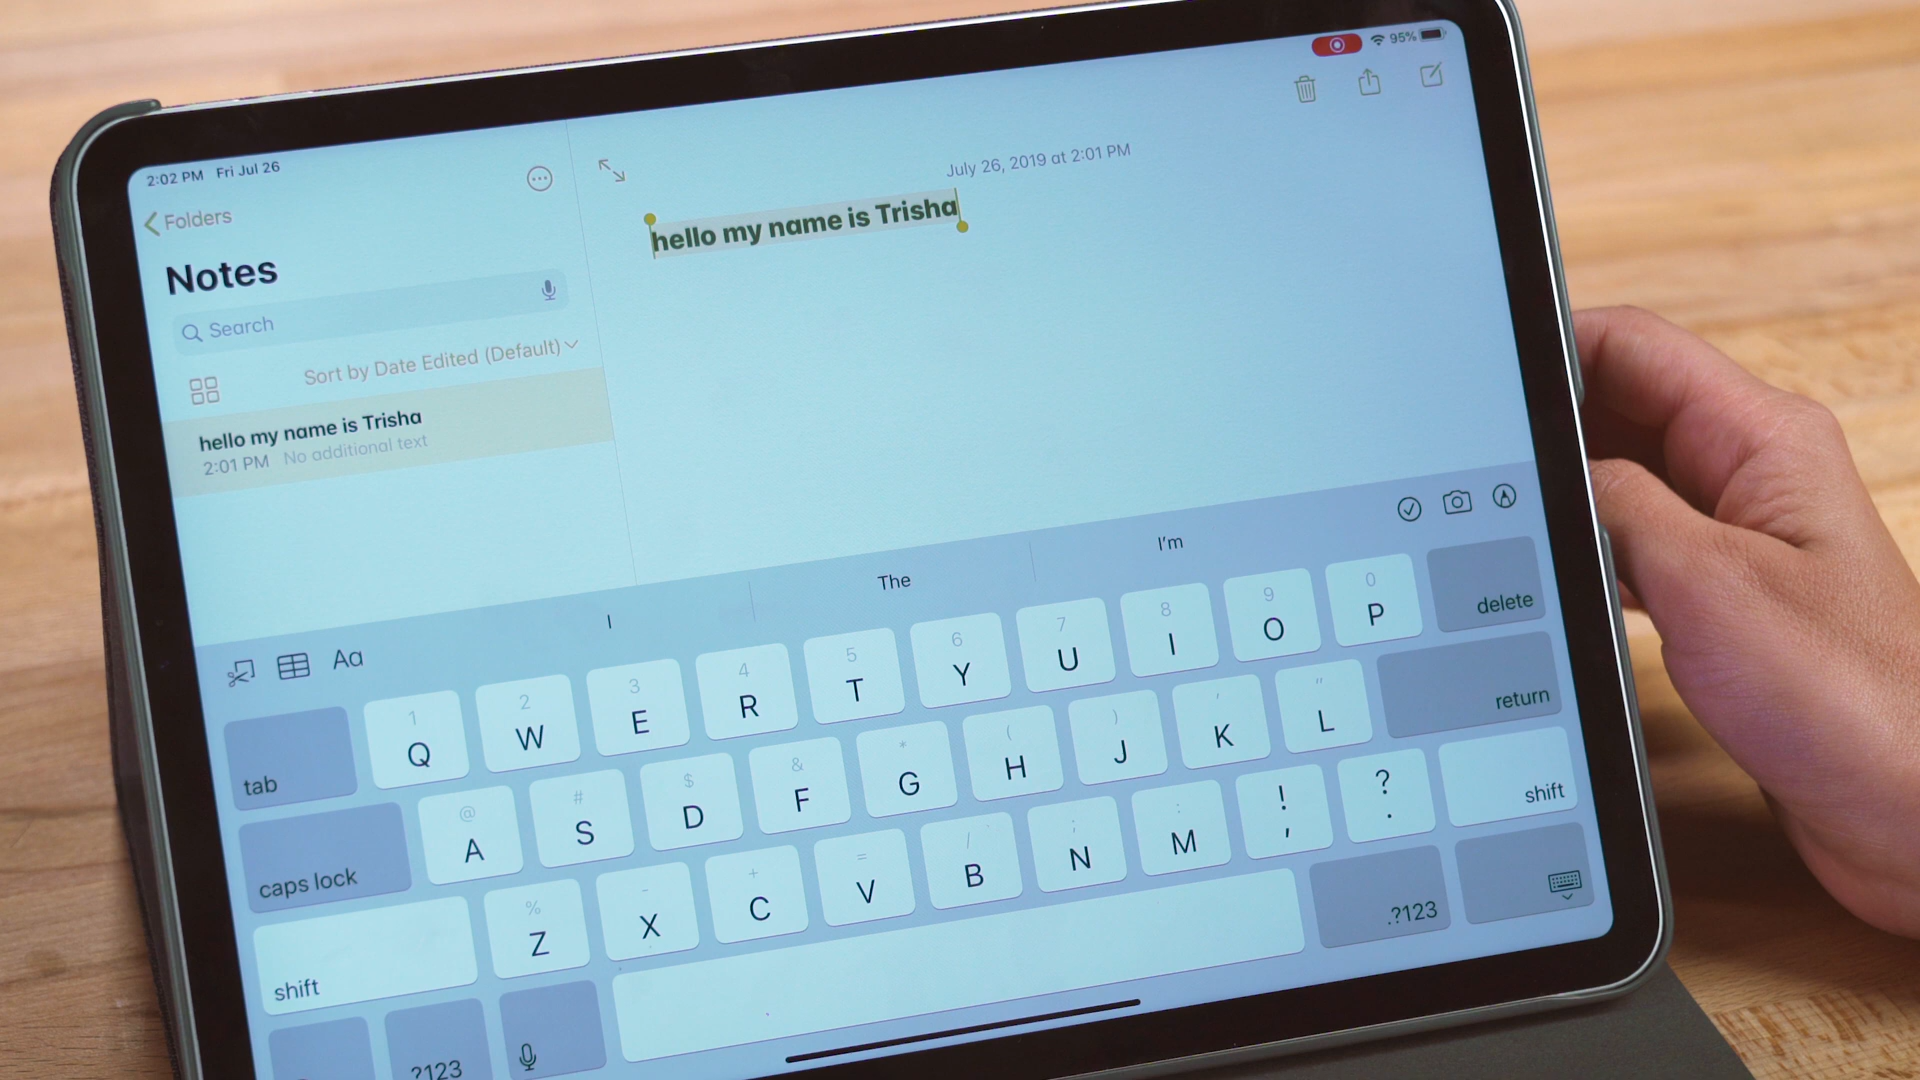 2:02 PM Fri Jul 26
95%
Folders
Notes
Search
Sort by Date Edited (Default)
hello my name is Trisha
2:01 PM No additional text
July 26, 2019 at 2:01 PM
hello my name is Trisha
I
The
I'm
Aa
1 2 3 4 5 6 7 8 9 0
tab Q W E R T Y U I O P delete
@ # $ & * ( ) ' "
caps lock A S D F G H J K L return
% - + = / ; : ! ?
shift Z X C V B N M , . shift
.?123 .?123